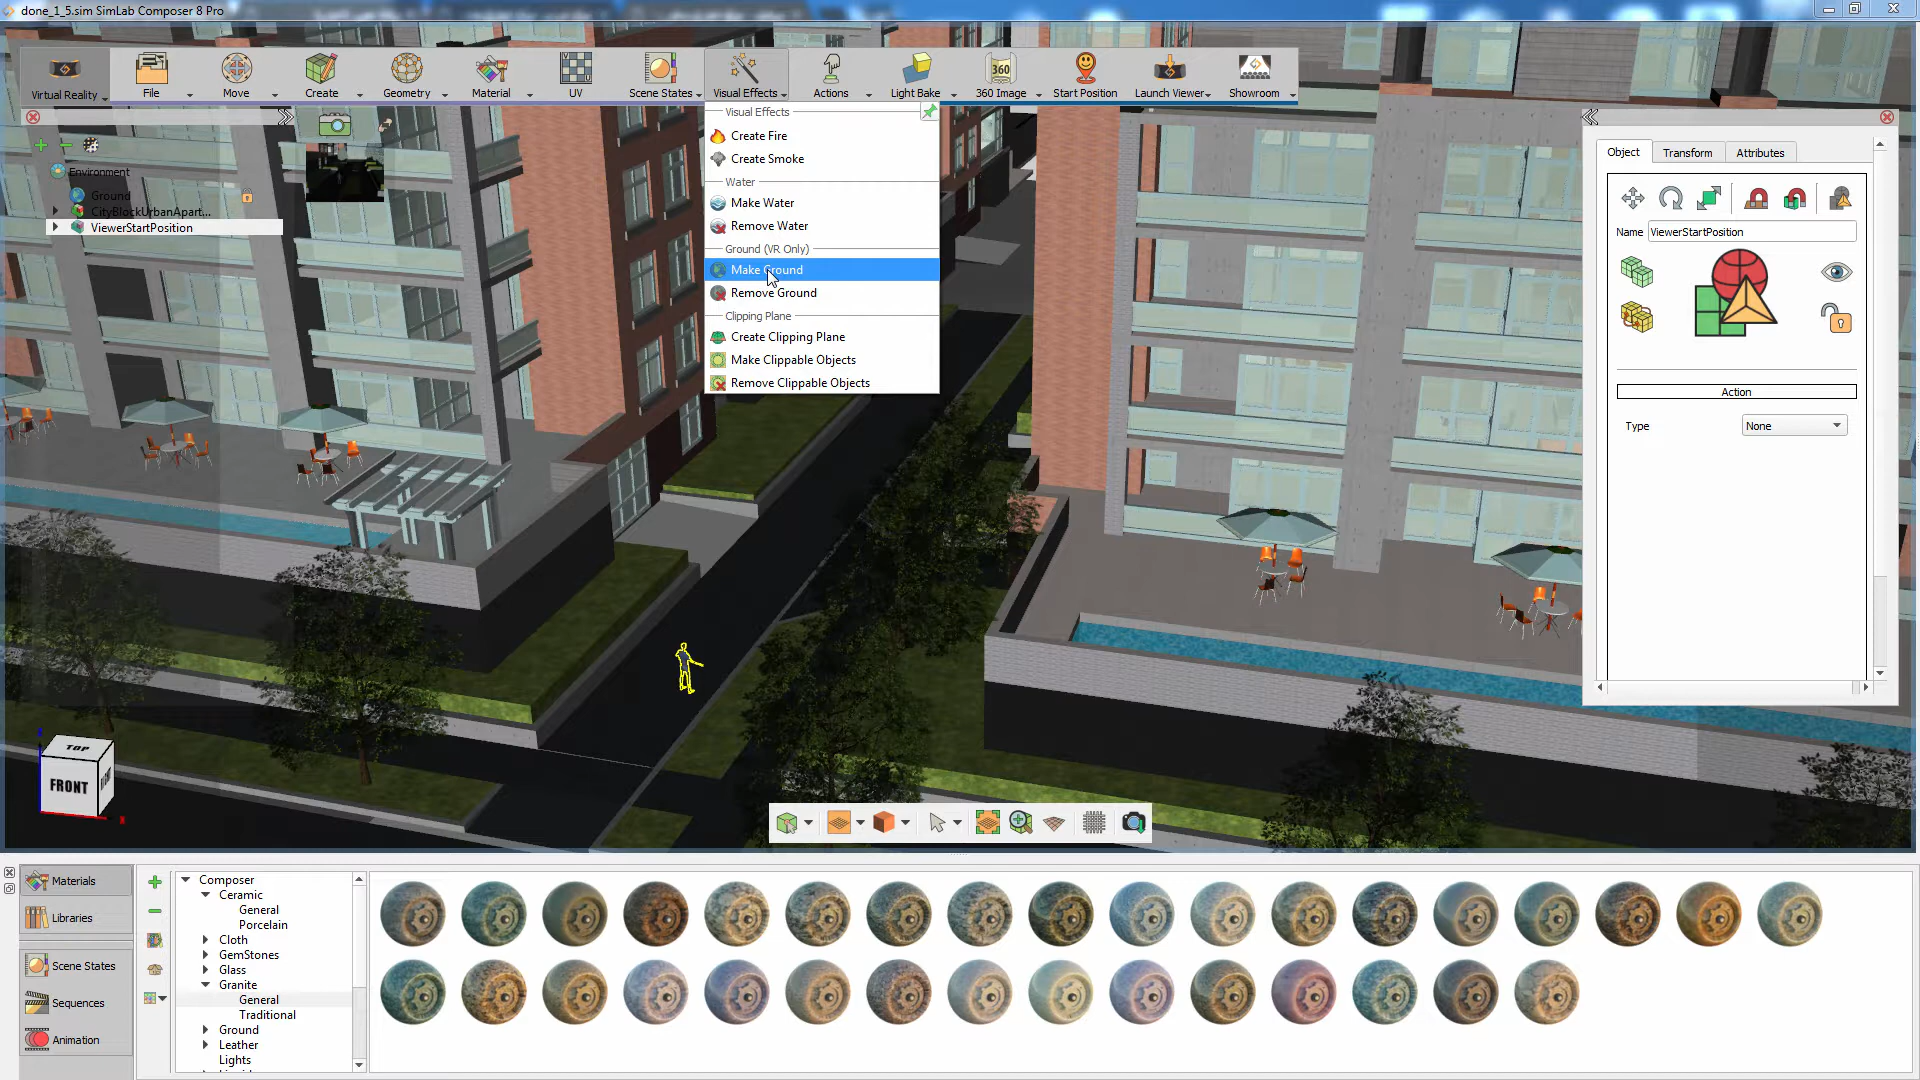 done_1_5.sim SimLab Composer 8 Pro
Virtual Reality
File
Move
Create
Geometry
Material
UV
Scene States
Visual Effects
Actions
Light Bake
360
360 Image
Start Position
Launch Viewer
Showroom
Visual Effects
Create Fire
Create Smoke
Water
Make Water
Remove Water
Ground (VR Only)
Make Ground
Remove Ground
Clipping Plane
Create Clipping Plane
Make Clippable Objects
Remove Clippable Objects
Environment
Ground
CityBlockUrbanApart...
ViewerStartPosition
Object
Transform
Attributes
Name
ViewerStartPosition
Action
Type
None
TOP
FRONT
RIGHT
x
Materials
Libraries
Scene States
Sequences
Animation
Composer
Ceramic
General
Porcelain
Cloth
GemStones
Glass
Granite
General
Traditional
Ground
Leather
Lights